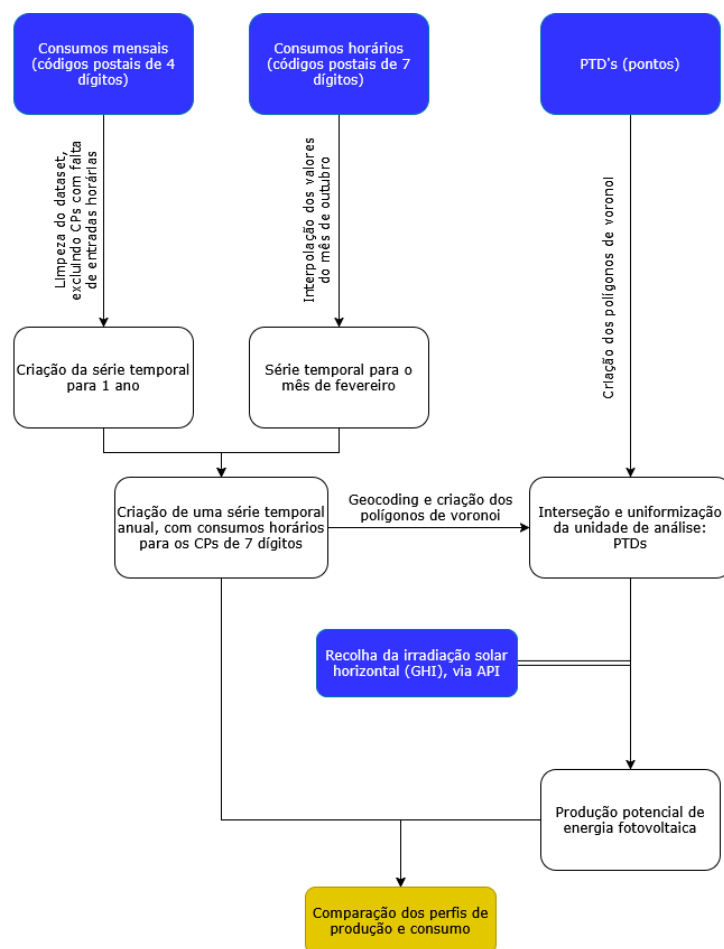 Consumos mensais
(códigos postais de 4
dígitos)
Consumos horários
(códigos postais de 7
dígitos)
PTD's (pontos)
Limpeza do dataset,
excluindo CPs com falta
de entradas horárias
Interpolação dos valores
do mês de outubro
Criação dos polígonos de voronoi
Criação da série temporal
para 1 ano
Série temporal para o
mês de fevereiro
Criação de uma série temporal
anual, com consumos horários
para os CPs de 7 dígitos
Geocoding e criação dos
polígonos de voronoi
Interseção e uniformização
da unidade de análise:
PTDs
Recolha da irradiação solar
horizontal (GHI), via API
Produção potencial de
energia fotovoltaica
Comparação dos perfis de
produção e consumo